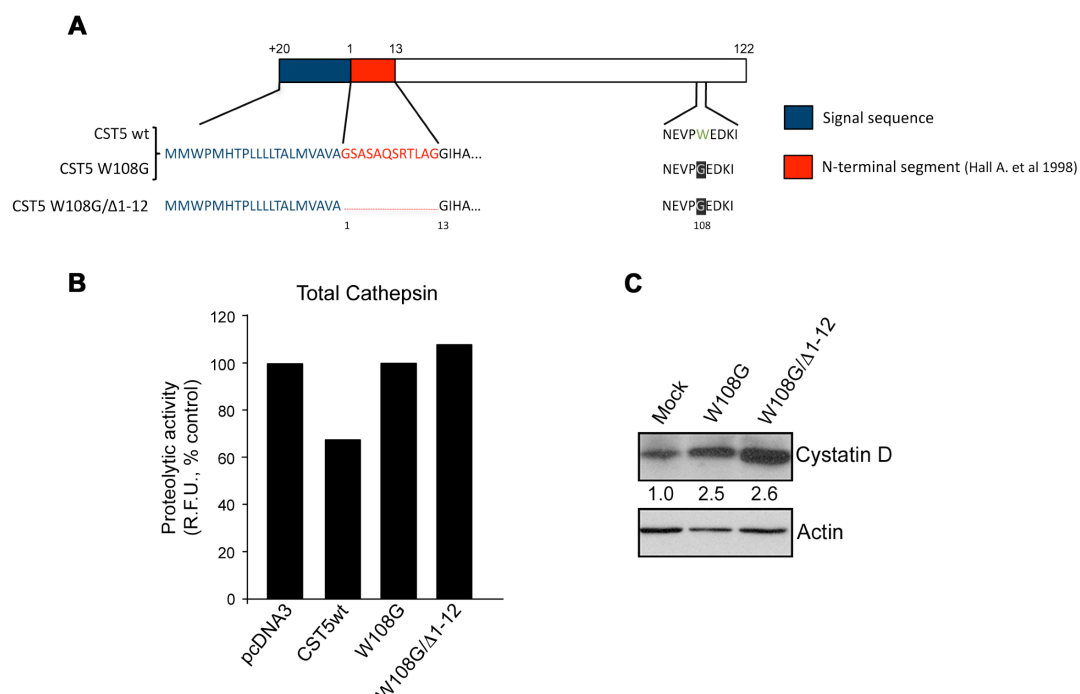 A
+20 1 13 122
CST5 wt
CST5 W108G
MMWPMHTPLLLLTALMVAVAGSASAQSRTLAGGIHA...
CST5 W108G/Δ1-12
MMWPMHTPLLLLTALMVAVA GIHA...
1 13
NEVPWEDKI
NEVPGEDKI
NEVPGEDKI
108
Signal sequence
N-terminal segment (Hall A. et al 1998)
B
Total Cathepsin
Proteolytic activity
(R.F.U., % control)
120
100
80
60
40
20
0
pcDNA3
CST5wt
W108G
W108G/Δ1-12
C
Mock
W108G
W108G/Δ1-12
Cystatin D
1.0 2.5 2.6
Actin